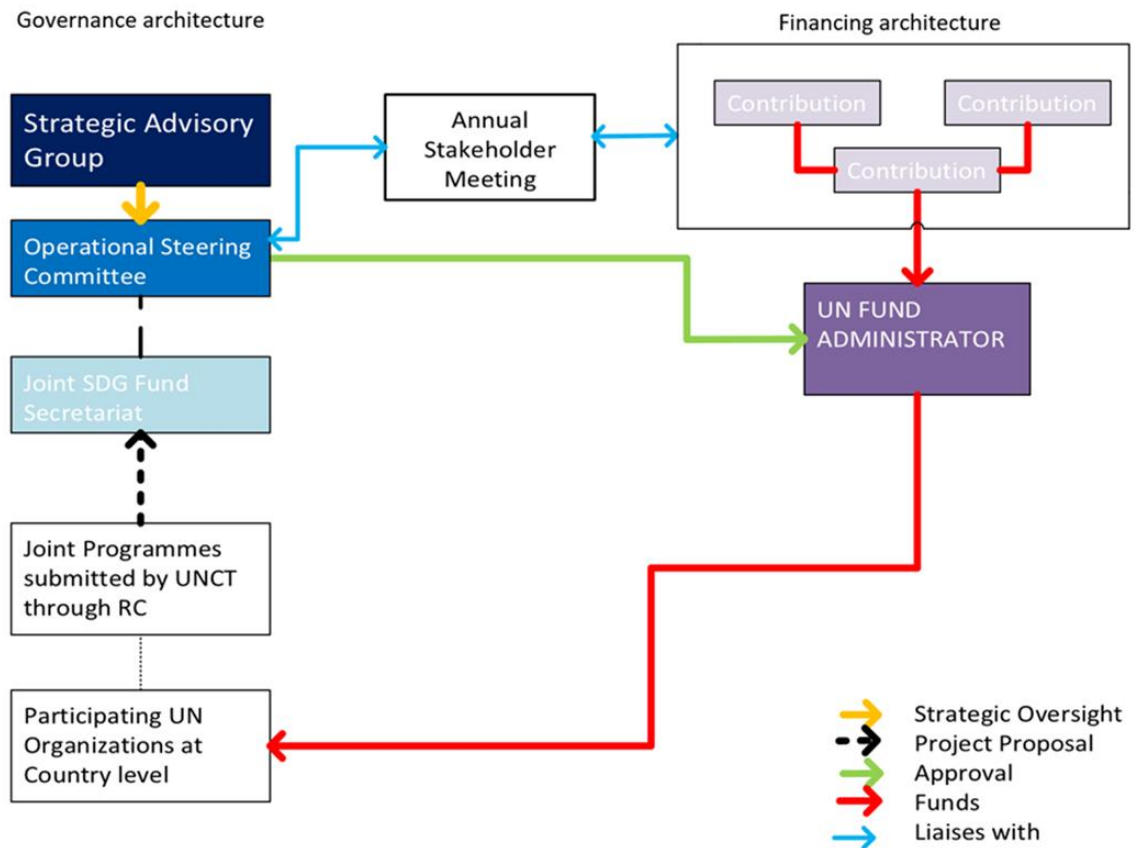 Governance architecture
Financing architecture
Strategic Advisory
Group
Annual
Stakeholder
Meeting
Contribution
Contribution
Contribution
Operational Steering
Committee
UN FUND
ADMINISTRATOR
Joint SDG Fund
Secretariat
Joint Programmes
submitted by UNCT
through RC
Participating UN
Organizations at
Country level
Strategic Oversight
Project Proposal
Approval
Funds
Liaises with